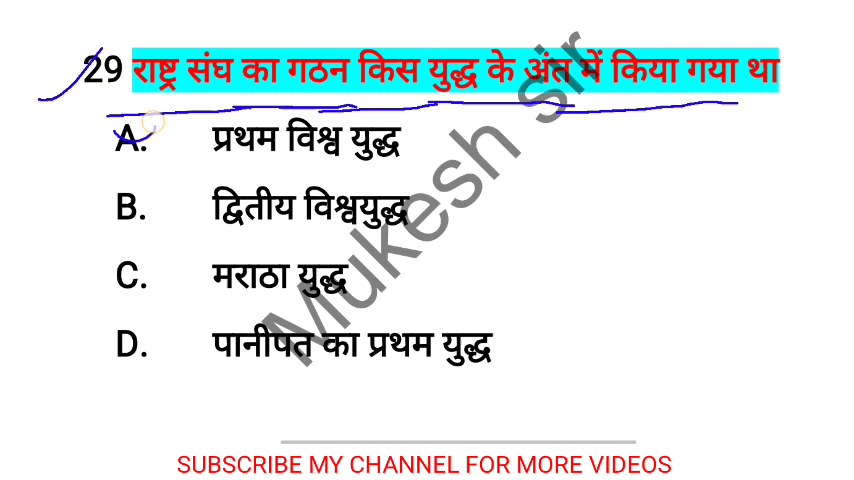 29 राष्ट्र संघ का गठन किस युद्ध के अंत में किया गया था
A. प्रथम विश्व युद्ध
B. द्वितीय विश्वयुद्ध
C. मराठा युद्ध
D. पानीपत का प्रथम युद्ध
Mukesh sir
SUBSCRIBE MY CHANNEL FOR MORE VIDEOS